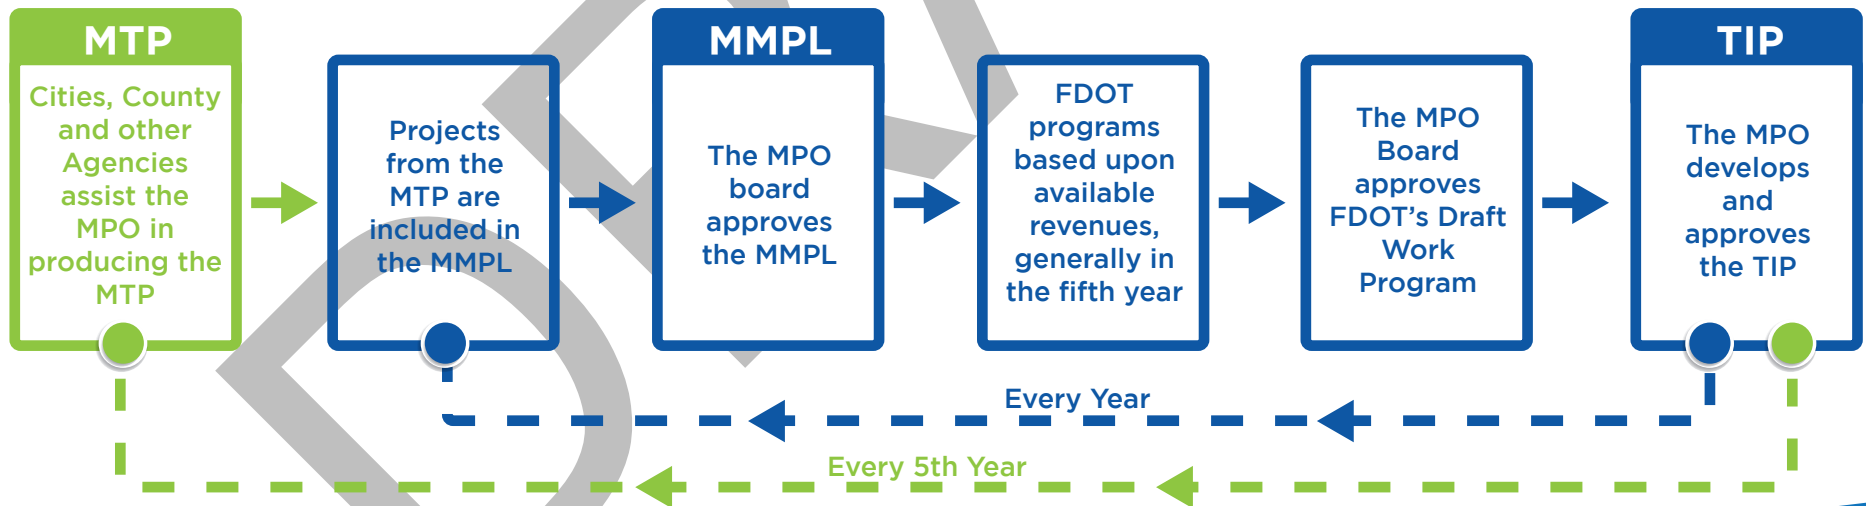 MTP
Cities, County
and other
Agencies
assist the
MPO in
producing the
MTP
Projects
from the
MTP are
included in
the MMPL
MMPL
The MPO
board
approves
the MMPL
FDOT
programs
based upon
available
revenues,
generally in
the fifth year
The MPO
Board
approves
FDOT's Draft
Work
Program
TIP
The MPO
develops
and
approves
the TIP
Every Year
Every 5th Year